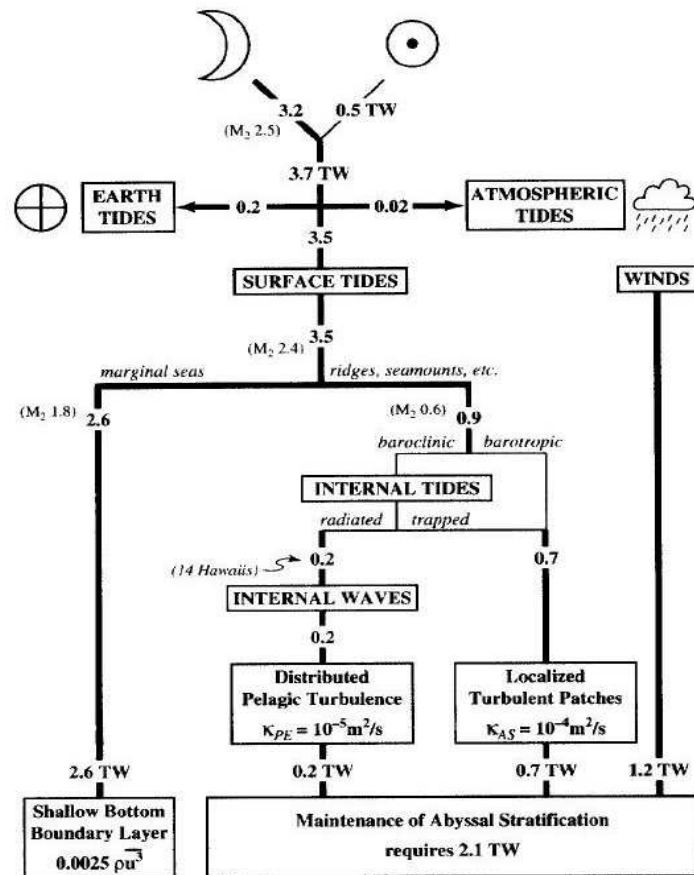 3.2 0.5 TW
(M₂ 2.5)
3.7 TW
EARTH
TIDES
0.2 0.02
ATMOSPHERIC
TIDES
3.5
SURFACE TIDES
WINDS
3.5
(M₂ 2.4)
marginal seas
ridges, seamounts, etc.
(M₂ 1.8)
2.6
(M₂ 0.6)
0.9
baroclinic barotropic
INTERNAL TIDES
radiated trapped
(14 Hawaiis)
0.2
0.7
INTERNAL WAVES
0.2
Distributed
Pelagic Turbulence
κ_PE = 10⁻⁵m²/s
Localized
Turbulent Patches
κ_AS = 10⁻⁴m²/s
2.6 TW 0.2 TW 0.7 TW 1.2 TW
Shallow Bottom
Boundary Layer
0.0025 ρu̅³
Maintenance of Abyssal Stratification
requires 2.1 TW